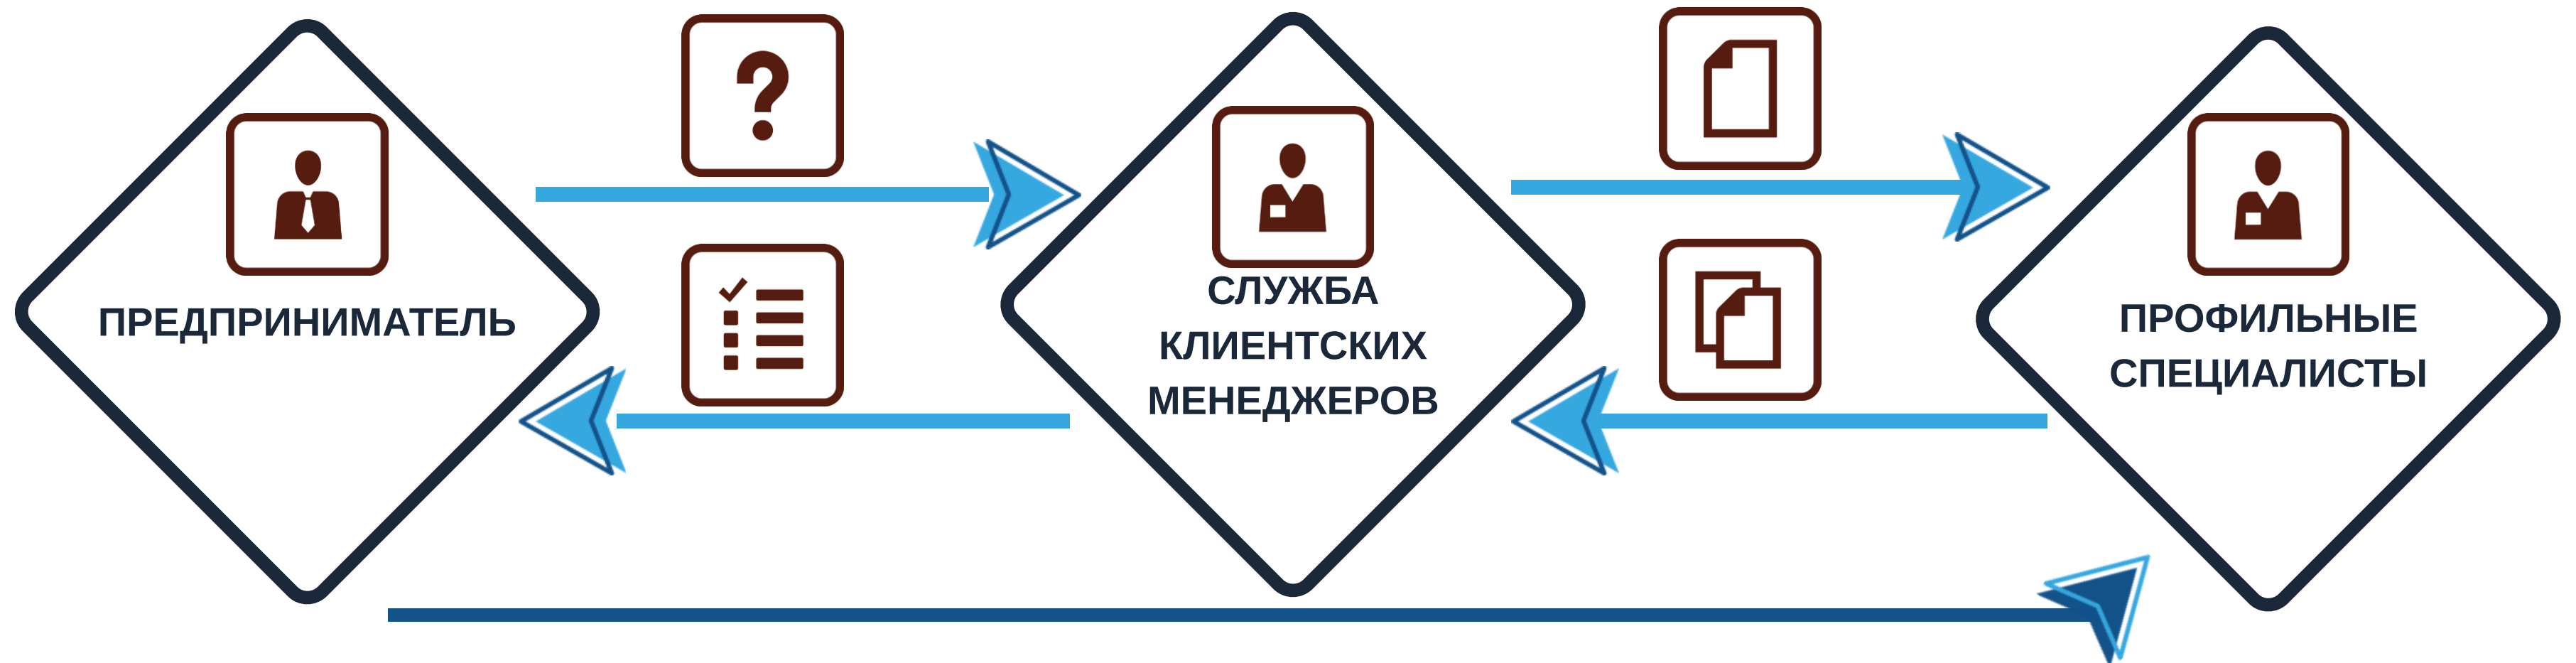 ПРЕДПРИНИМАТЕЛЬ
СЛУЖБА
КЛИЕНТСКИХ
МЕНЕДЖЕРОВ
ПРОФИЛЬНЫЕ
СПЕЦИАЛИСТЫ